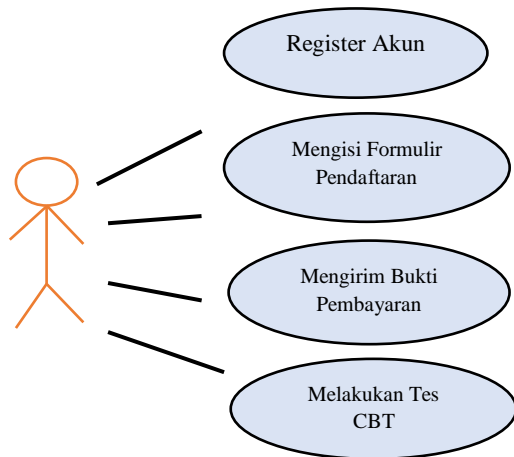 Register Akun
Mengisi Formulir
Pendaftaran
Mengirim Bukti
Pembayaran
Melakukan Tes
CBT